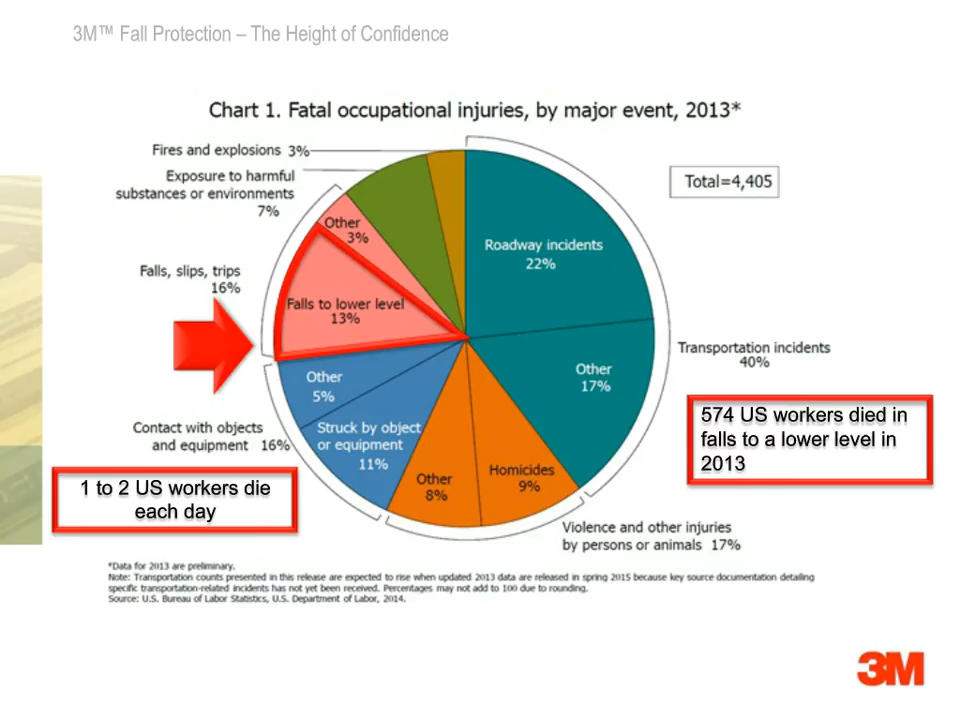 3M™ Fall Protection – The Height of Confidence
Chart 1. Fatal occupational injuries, by major event, 2013*
Fires and explosions 3%
Exposure to harmful
substances or environments
7%
Total=4,405
Other
3%
Roadway incidents
22%
Falls, slips, trips
16%
Falls to lower level
13%
Transportation incidents
40%
Other
17%
Other
5%
574 US workers died in
falls to a lower level in
2013
Contact with objects
and equipment 16%
Struck by object
or equipment
11%
Other
8%
Homicides
9%
1 to 2 US workers die
each day
Violence and other injuries
by persons or animals 17%
*Data for 2013 are preliminary.
Note: Transportation counts presented in this release are expected to rise when updated 2013 data are released in spring 2015 because key source documentation detailing
specific transportation-related incidents has not yet been received. Percentages may not add to 100 due to rounding.
Source: U.S. Bureau of Labor Statistics, U.S. Department of Labor, 2014.
3M